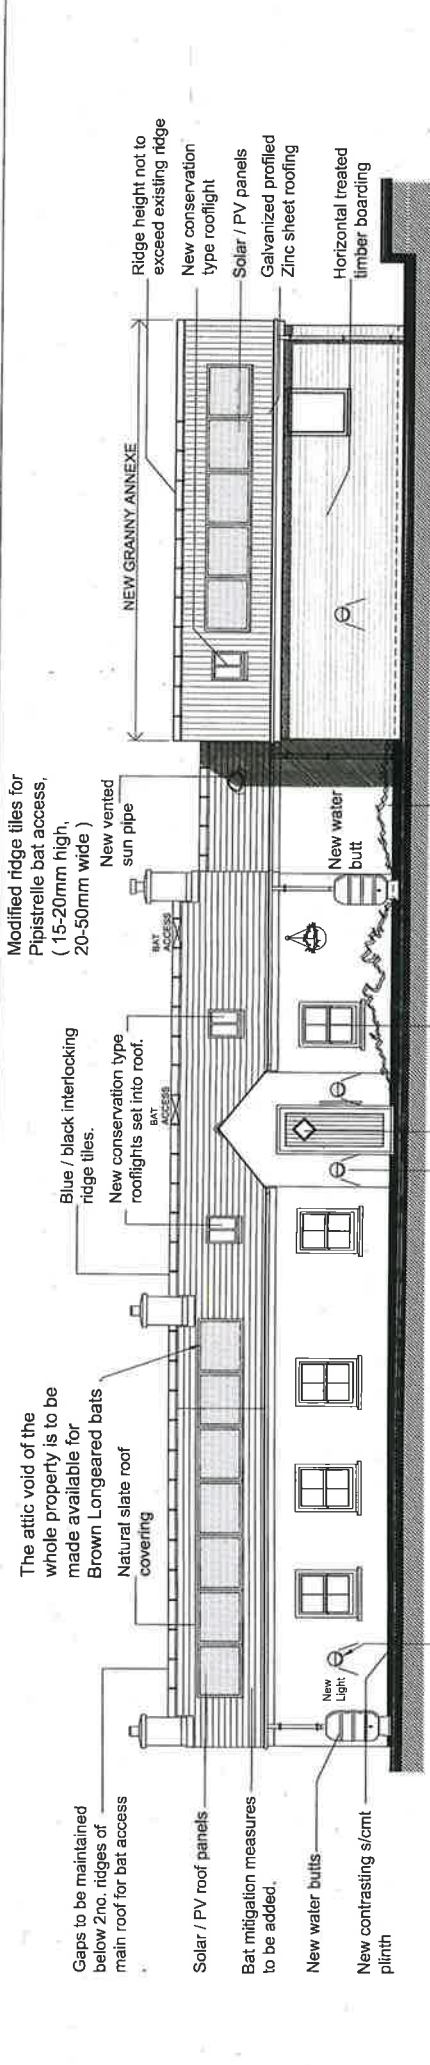 Gaps to be maintained
below 2no. ridges of
main roof for bat access
Solar / PV roof panels
Bat mitigation measures
to be added.
New water butts
New contrasting s/cmt
plinth
The attic void of the
whole property is to be
made available for
Brown Longeared bats
Natural slate roof
covering
New
Light
Blue / black interlocking
ridge tiles.
New conservation type
rooflights set into roof.
BAT
ACCESS
BAT
ACCESS
Modified ridge tiles for
Pipistrelle bat access,
( 15-20mm high,
20-50mm wide )
New vented
sun pipe
New water
butt
NEW GRANNY ANNEXE
Ridge height not to
exceed existing ridge
New conservation
type rooflight
Solar / PV panels
Galvanized profiled
Zinc sheet roofing
Horizontal treated
timber boarding